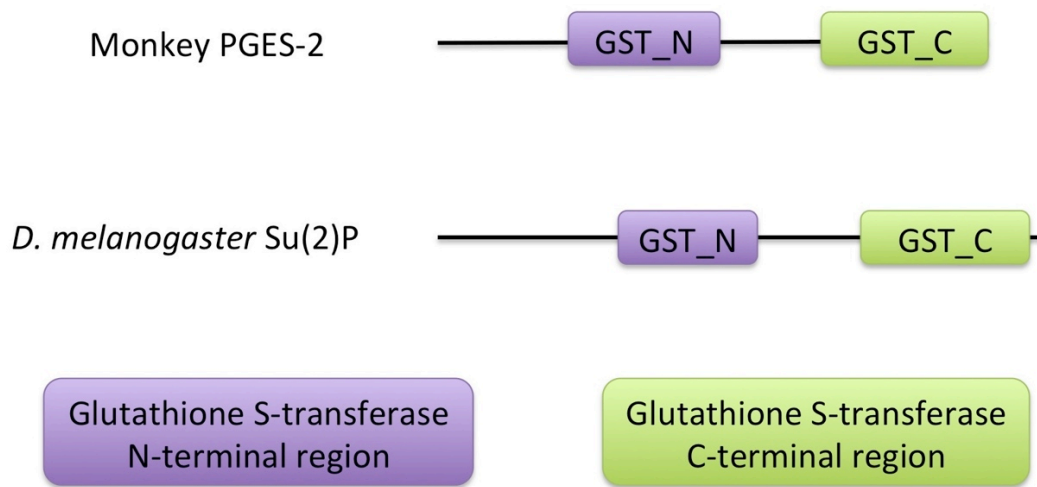 Monkey PGES-2
GST_N
GST_C
D. melanogaster Su(2)P
GST_N
GST_C
Glutathione S-transferase
N-terminal region
Glutathione S-transferase
C-terminal region